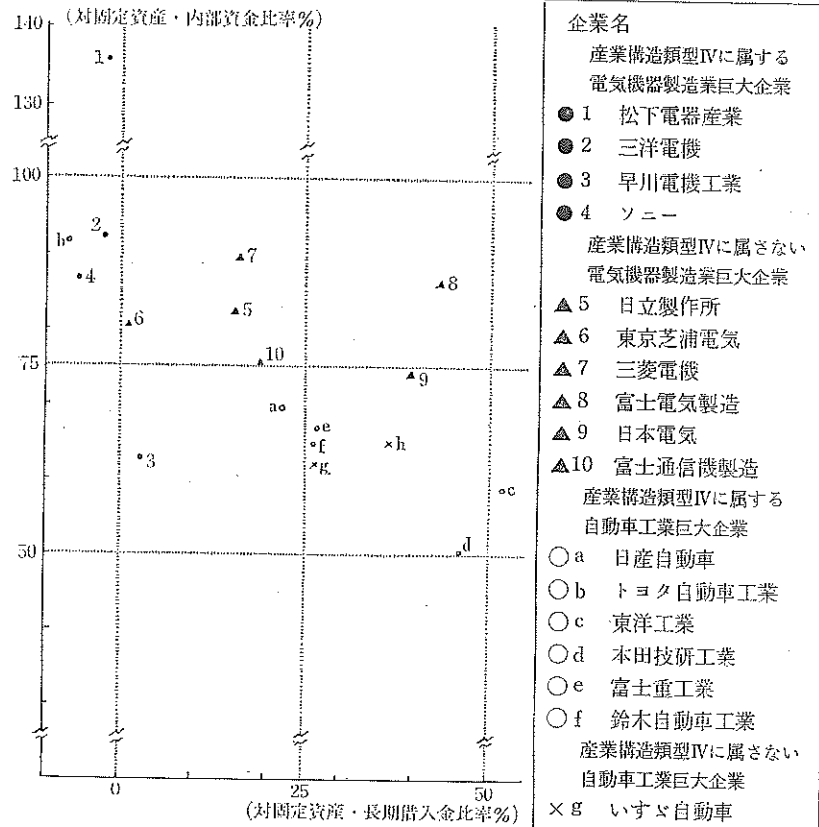 (対固定資産・内部資金比率%)
140
130
100
75
50
1
2
b
4
7
8
5
6
10
9
a
e
f
h
g
3
c
d
0
25
50
(対固定資産・長期借入金比率%)
企業名
産業構造類型Ⅳに属する
電気機器製造業巨大企業
● 1 松下電器産業
● 2 三洋電機
● 3 早川電機工業
● 4 ソニー
産業構造類型Ⅳに属さない
電気機器製造業巨大企業
▲ 5 日立製作所
▲ 6 東京芝浦電気
▲ 7 三菱電機
▲ 8 富士電気製造
▲ 9 日本電気
▲ 10 富士通信機製造
産業構造類型Ⅳに属する
自動車工業巨大企業
○ a 日産自動車
○ b トヨタ自動車工業
○ c 東洋工業
○ d 本田技研工業
○ e 富士重工業
○ f 鈴木自動車工業
産業構造類型Ⅳに属さない
自動車工業巨大企業
× g いすゞ自動車